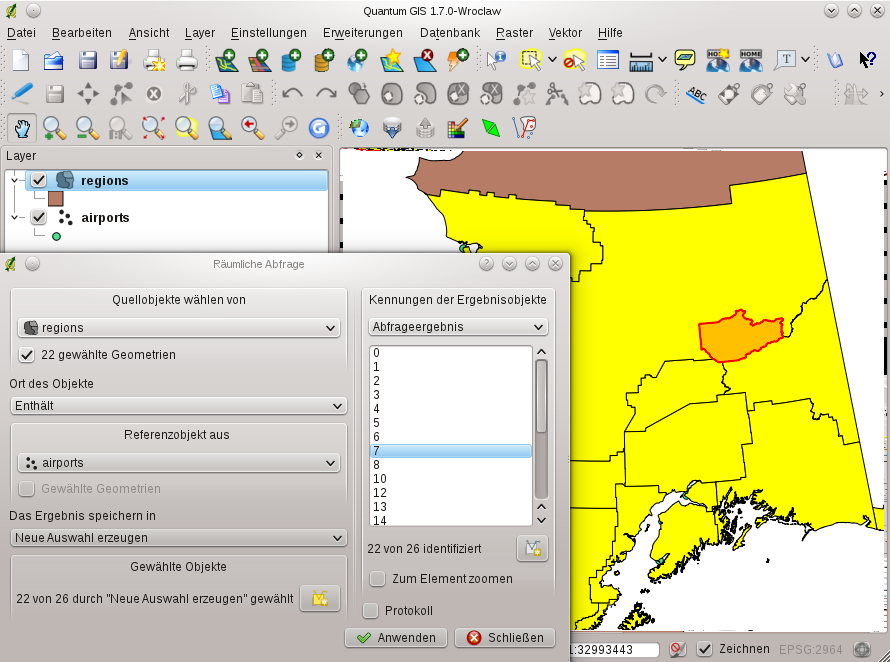 Quantum GIS 1.7.0-Wroclaw
Datei Bearbeiten Ansicht Layer Einstellungen Erweiterungen Datenbank Raster Vektor Hilfe
HOME
T
ABC
Layer
regions
airports
Räumliche Abfrage
Quellobjekte wählen von
regions
22 gewählte Geometrien
Ort des Objekte
Enthält
Referenzobjekt aus
airports
Gewählte Geometrien
Das Ergebnis speichern in
Neue Auswahl erzeugen
Gewählte Objekte
22 von 26 durch "Neue Auswahl erzeugen" gewählt
Kennungen der Ergebnisobjekte
Abfrageergebnis
0
1
2
3
4
5
6
7
8
10
12
13
14
22 von 26 identifiziert
Zum Element zoomen
Protokoll
Anwenden
Schließen
1:32993443
Zeichnen
EPSG:2964